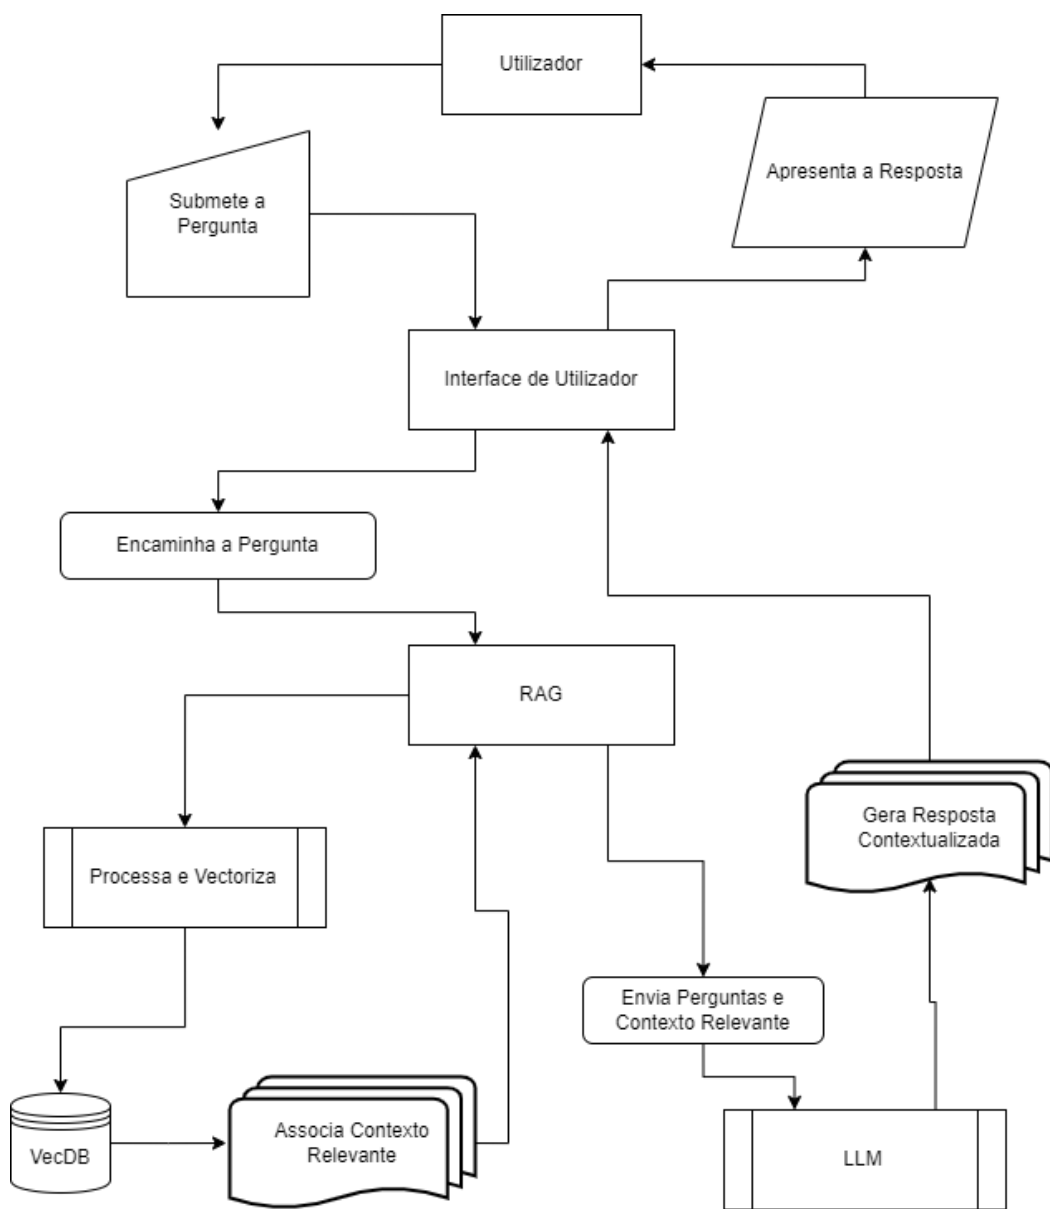 Utilizador
Apresenta a Resposta
Submete a
Pergunta
Interface de Utilizador
Encaminha a Pergunta
RAG
Gera Resposta
Contextualizada
Processa e Vectoriza
Envia Perguntas e
Contexto Relevante
Associa Contexto
Relevante
VecDB
LLM